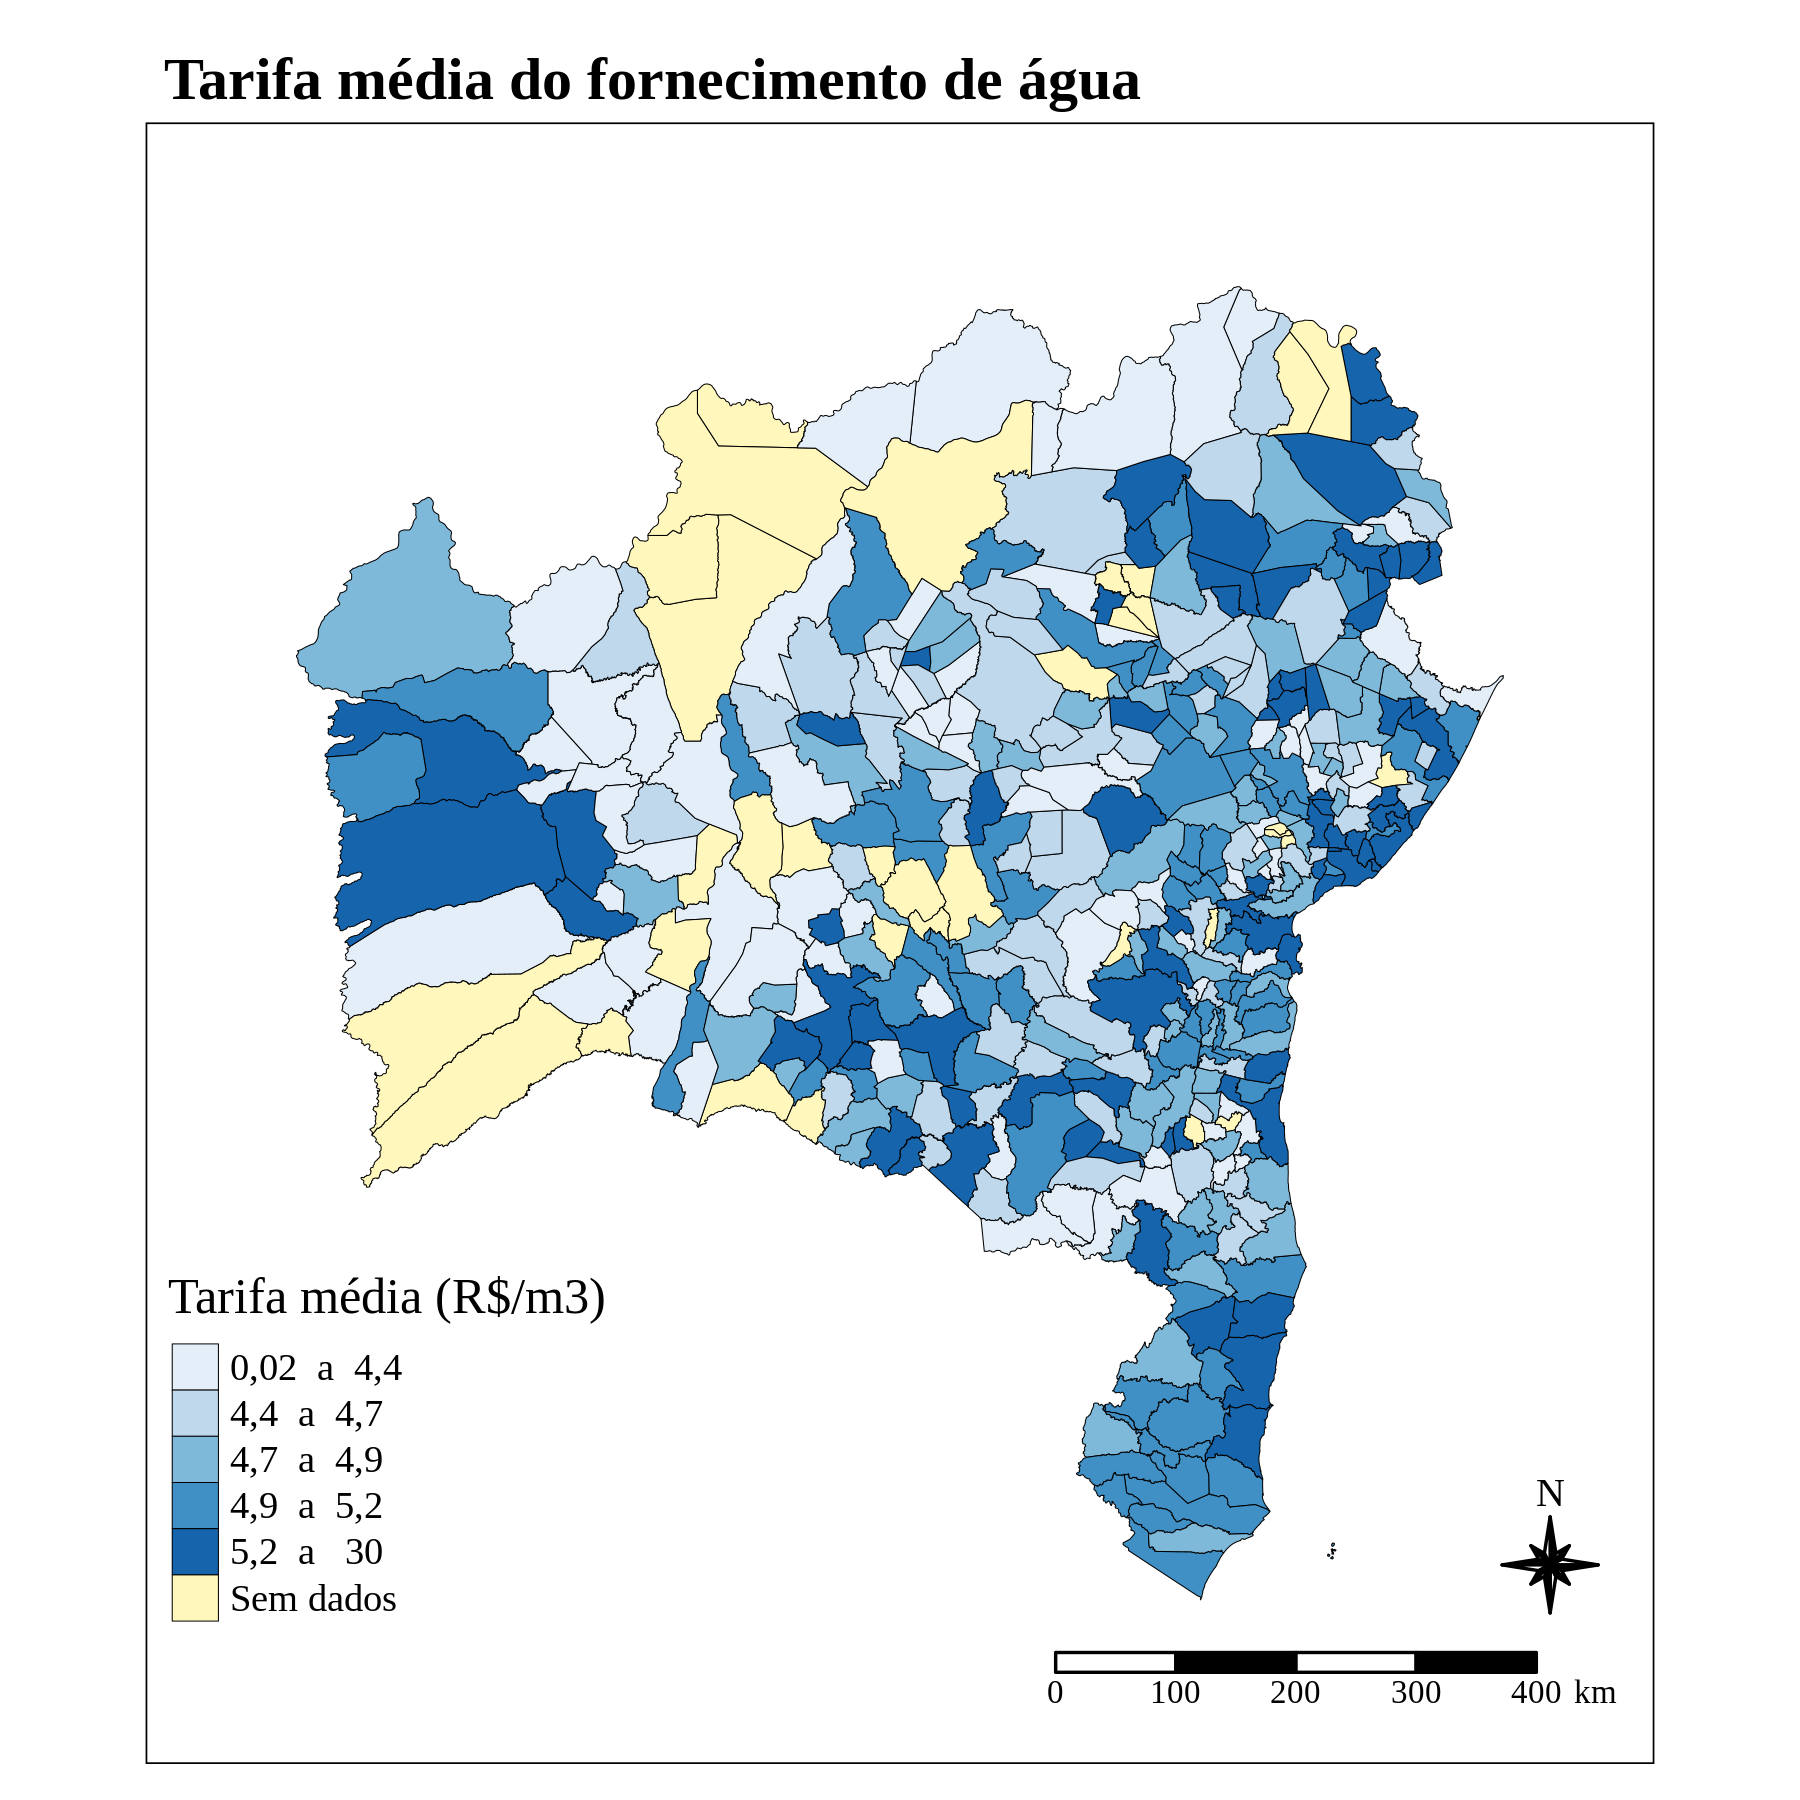 Tarifa média do fornecimento de água
Tarifa média (R$/m3)
0,02 a 4,4
4,4 a 4,7
4,7 a 4,9
4,9 a 5,2
5,2 a 30
Sem dados
N
0 100 200 300 400 km